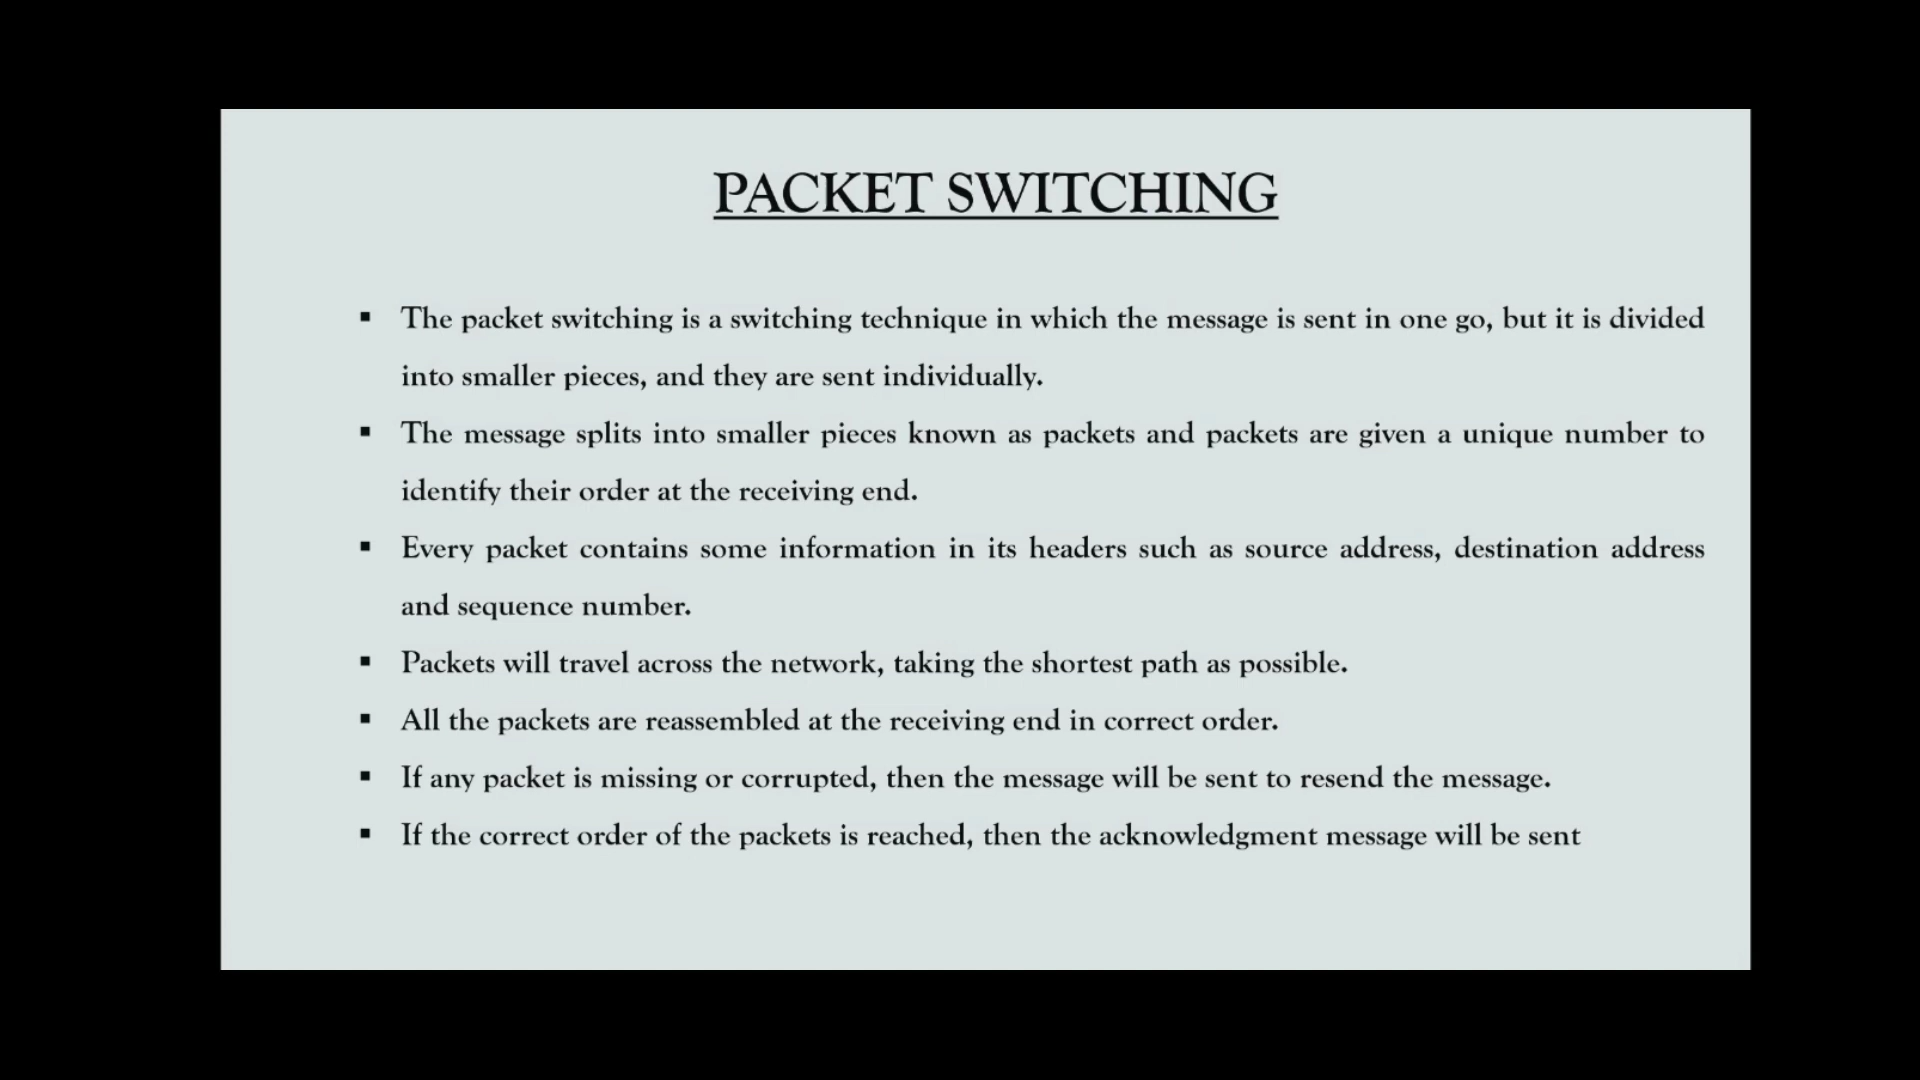 PACKET SWITCHING
▪ The packet switching is a switching technique in which the message is sent in one go, but it is divided
into smaller pieces, and they are sent individually.
▪ The message splits into smaller pieces known as packets and packets are given a unique number to
identify their order at the receiving end.
▪ Every packet contains some information in its headers such as source address, destination address
and sequence number.
▪ Packets will travel across the network, taking the shortest path as possible.
▪ All the packets are reassembled at the receiving end in correct order.
▪ If any packet is missing or corrupted, then the message will be sent to resend the message.
▪ If the correct order of the packets is reached, then the acknowledgment message will be sent